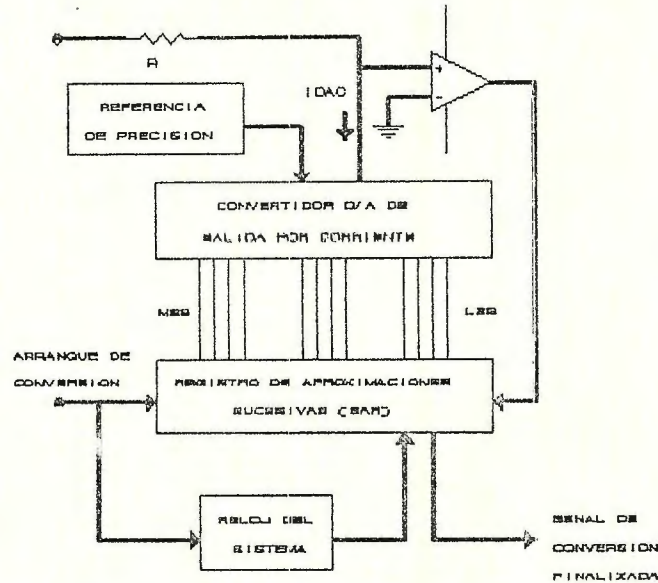 R
IDAC
+
-
REFERENCIA
DE PRECISION
CONVERTIDOR D/A DE
SALIDA POR CORRIENTE
MSB
LSB
ARRANQUE DE
CONVERSION
REGISTRO DE APROXIMACIONES
SUCESIVAS (SAR)
RELOJ DEL
SISTEMA
SENAL DE
CONVERSION
FINALIZADA